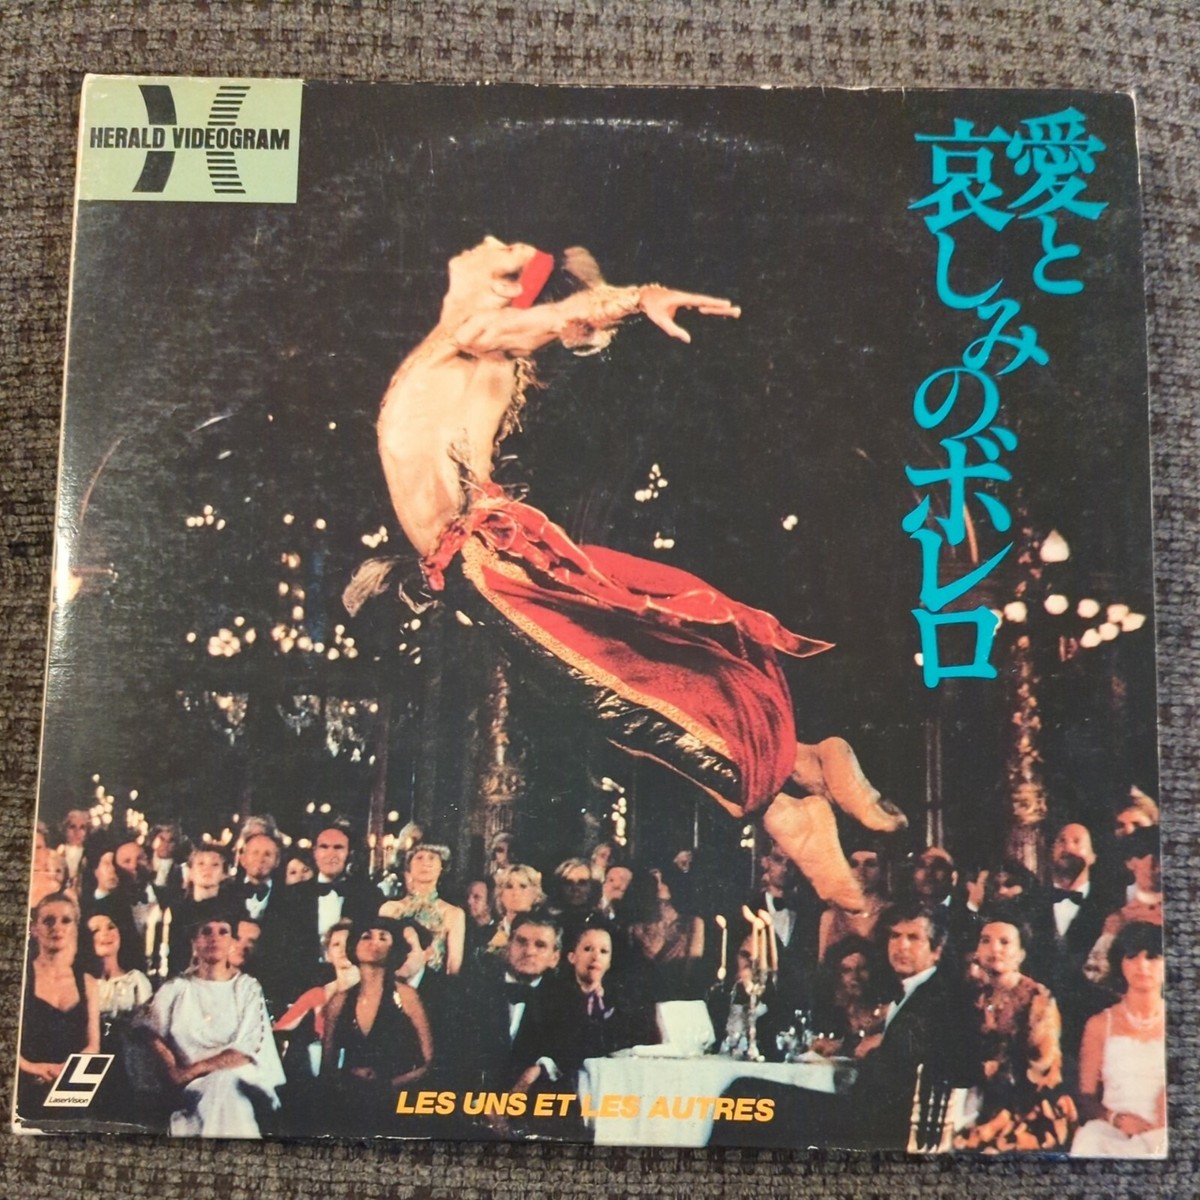 HERALD VIDEOGRAM
愛と
哀しみのボレロ
LaserVision
LES UNS ET LES AUTRES